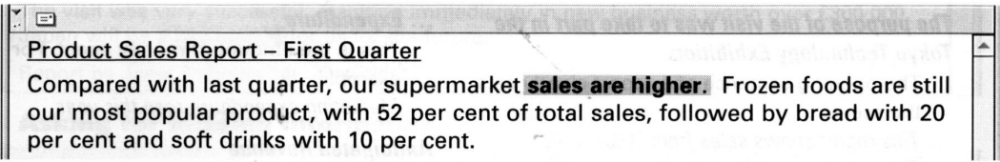 Product Sales Report – First Quarter
Compared with last quarter, our supermarket sales are higher. Frozen foods are still
our most popular product, with 52 per cent of total sales, followed by bread with 20
per cent and soft drinks with 10 per cent.